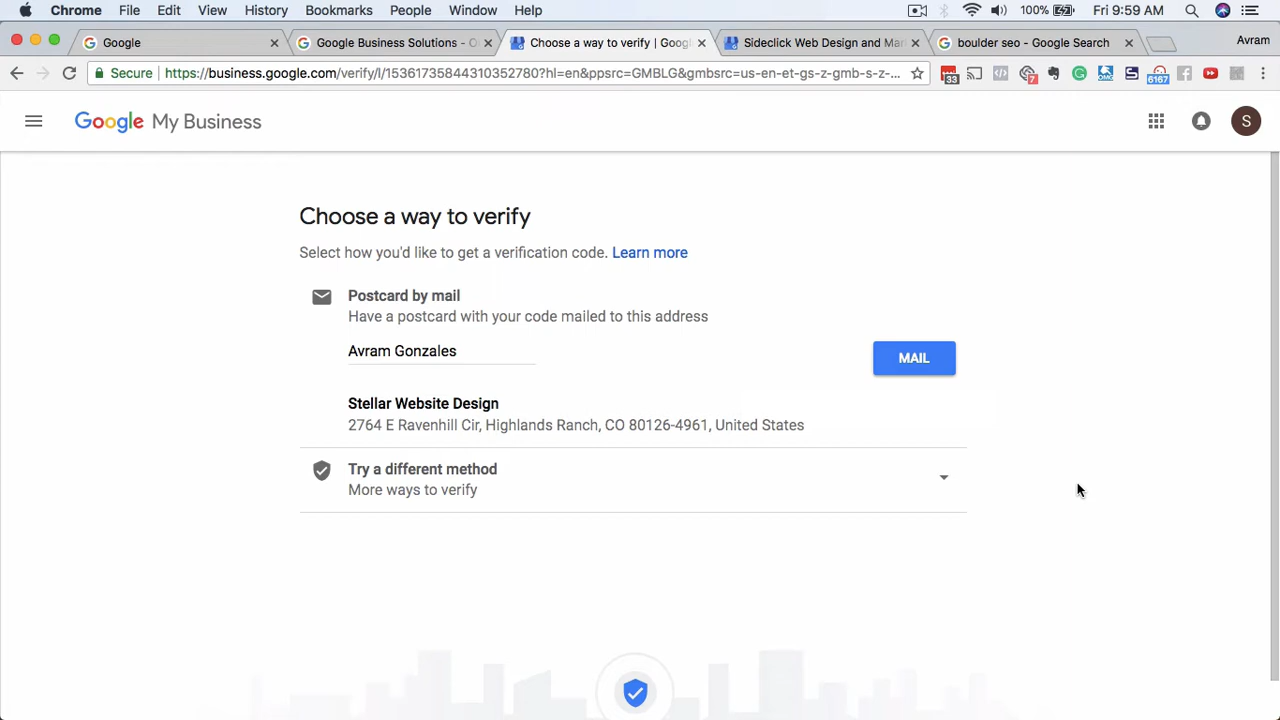 Chrome File Edit View History Bookmarks People Window Help 100% Fri 9:59 AM
Google Google Business Solutions - O Choose a way to verify | Goog Sideclick Web Design and Mar boulder seo - Google Search Avram
Secure https://business.google.com/verify/l/15361735844310352780?hl=en&ppsrc=GMBLG&gmbsrc=us-en-et-gs-z-gmb-s-z-... 33 7 6167
Google My Business S
Choose a way to verify
Select how you'd like to get a verification code. Learn more
Postcard by mail
Have a postcard with your code mailed to this address
Avram Gonzales
MAIL
Stellar Website Design
2764 E Ravenhill Cir, Highlands Ranch, CO 80126-4961, United States
Try a different method
More ways to verify